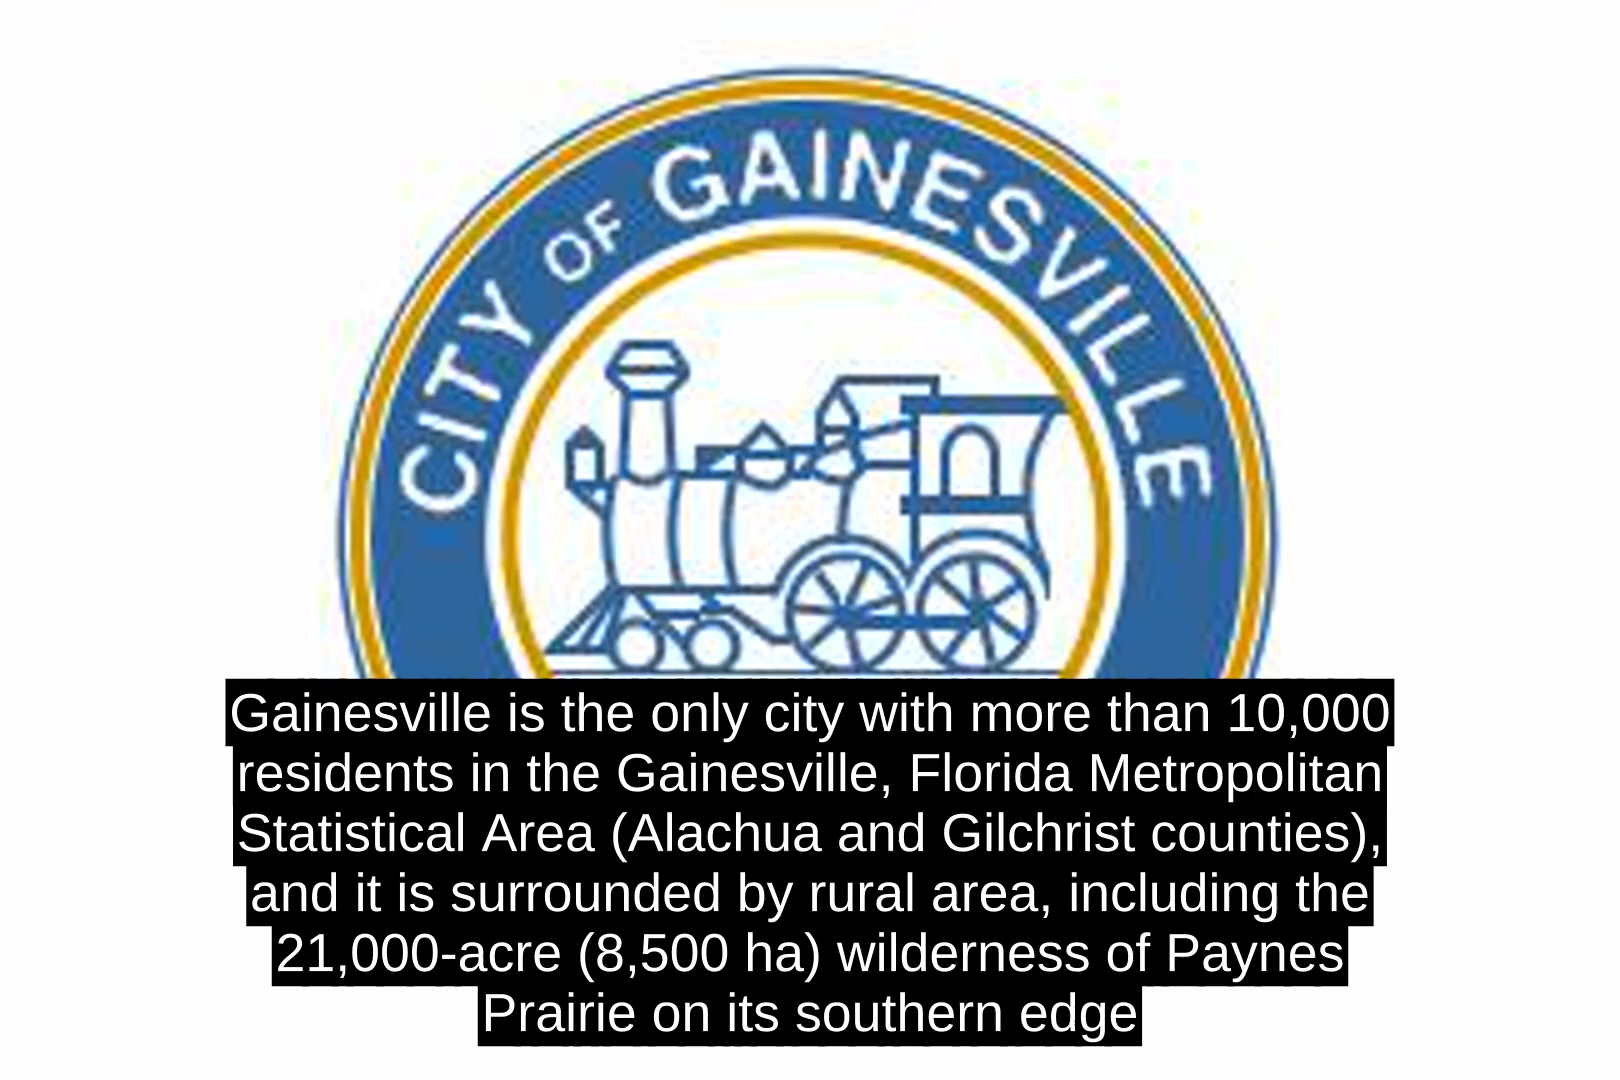 CITY OF GAINESVILLE
Gainesville is the only city with more than 10,000
residents in the Gainesville, Florida Metropolitan
Statistical Area (Alachua and Gilchrist counties),
and it is surrounded by rural area, including the
21,000-acre (8,500 ha) wilderness of Paynes
Prairie on its southern edge